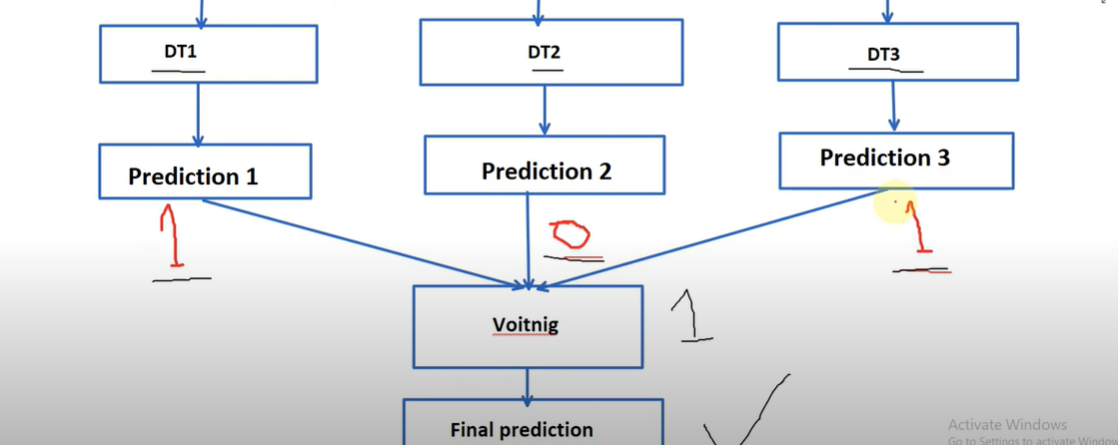 DT1
DT2
DT3
Prediction 1
Prediction 2
Prediction 3
1
0
1
Voitnig
1
Final prediction
Activate Windows
Go to Settings to activate Window